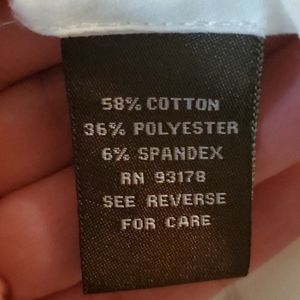 58% COTTON
36% POLYESTER
6% SPANDEX
RN 93178
SEE REVERSE
FOR CARE